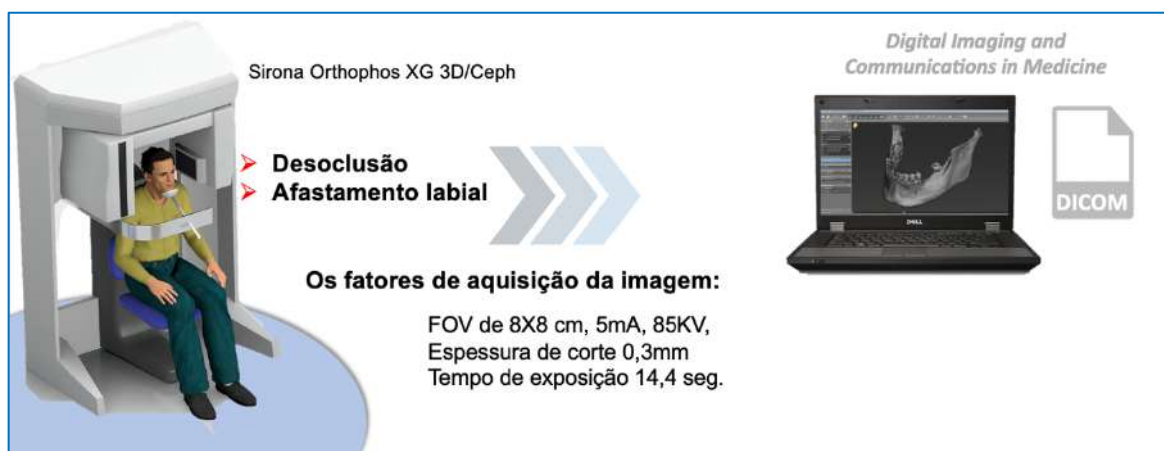 Sirona Orthophos XG 3D/Ceph
Desoclusão
Afastamento labial
Digital Imaging and
Communications in Medicine
DELL
DICOM
Os fatores de aquisição da imagem:
FOV de 8X8 cm, 5mA, 85KV,
Espessura de corte 0,3mm
Tempo de exposição 14,4 seg.